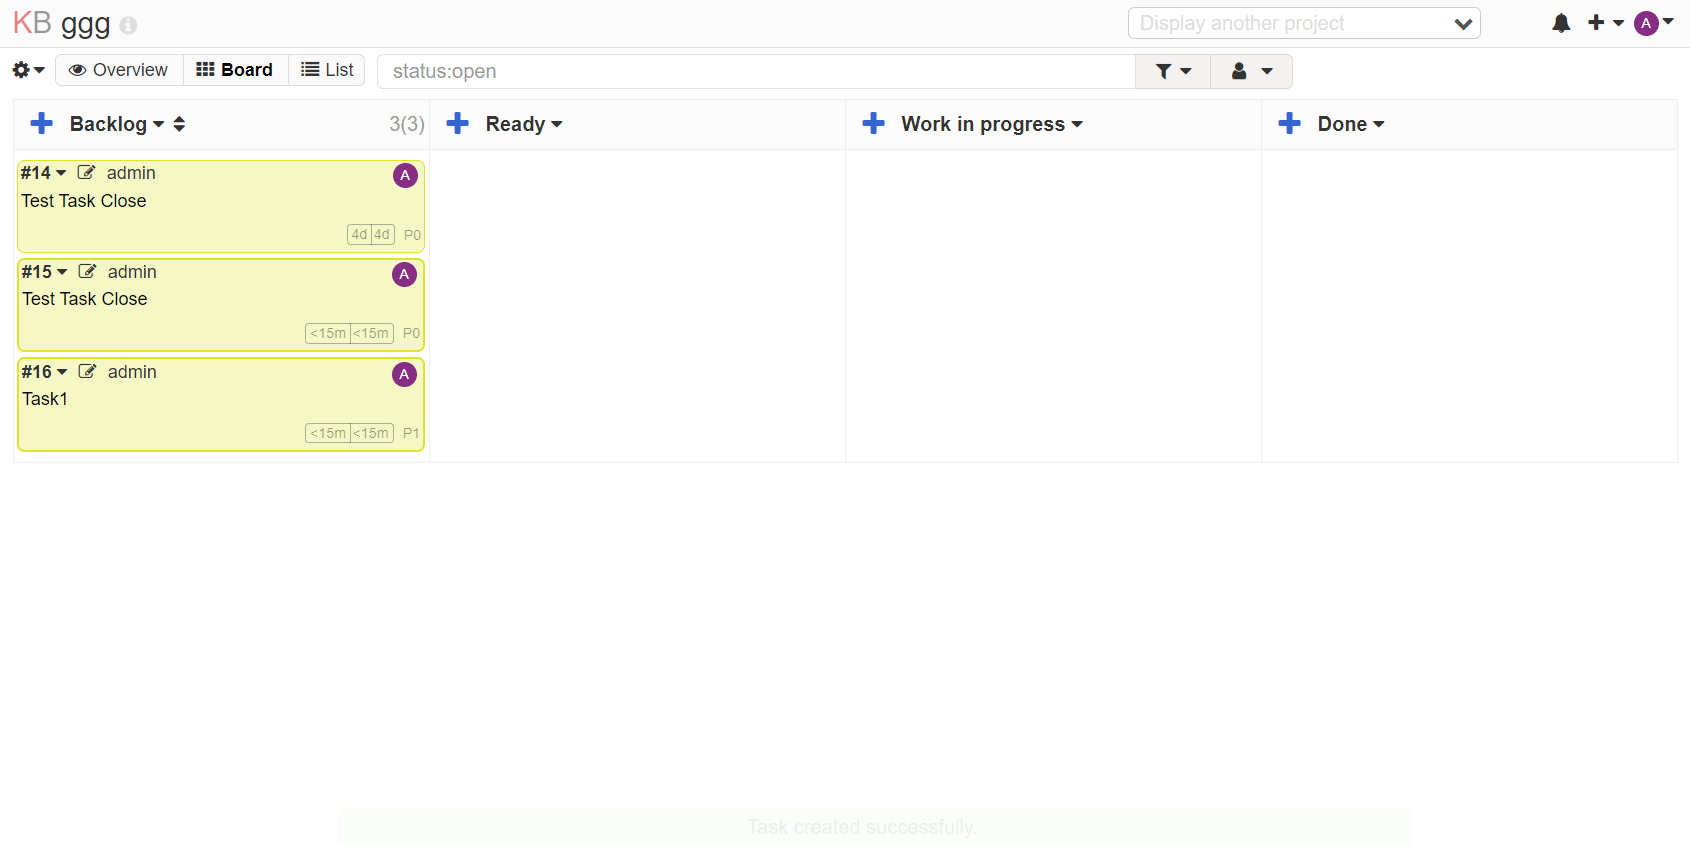 KB ggg
Display another project
A
Overview
Board
List
status:open
Backlog
3(3)
Ready
Work in progress
Done
#14 admin A
Test Task Close
4d 4d P0
#15 admin A
Test Task Close
<15m <15m P0
#16 admin A
Task1
<15m <15m P1
Task created successfully.